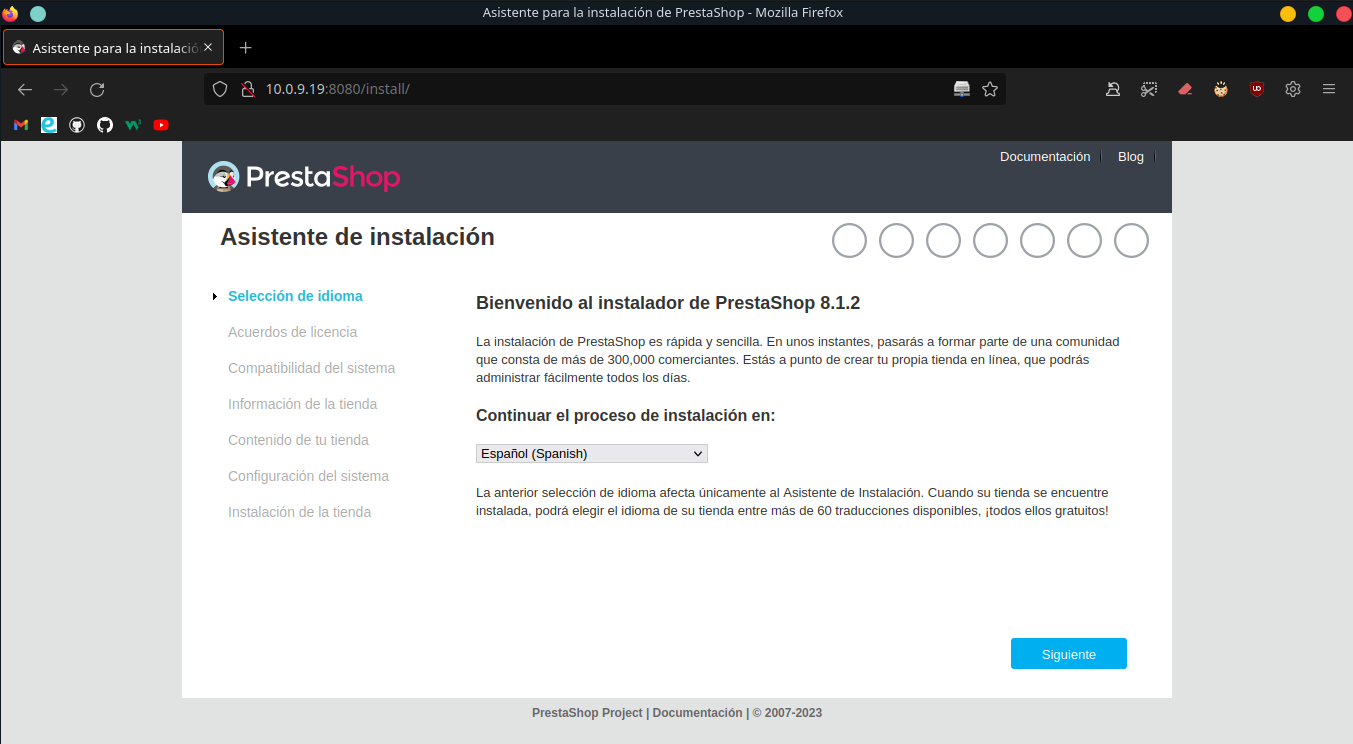 Asistente para la instalación de PrestaShop - Mozilla Firefox
Asistente para la instalació
10.0.9.19:8080/install/
Documentación
Blog
PrestaShop
Asistente de instalación
Selección de idioma
Acuerdos de licencia
Compatibilidad del sistema
Información de la tienda
Contenido de tu tienda
Configuración del sistema
Instalación de la tienda
Bienvenido al instalador de PrestaShop 8.1.2
La instalación de PrestaShop es rápida y sencilla. En unos instantes, pasarás a formar parte de una comunidad
que consta de más de 300,000 comerciantes. Estás a punto de crear tu propia tienda en línea, que podrás
administrar fácilmente todos los días.
Continuar el proceso de instalación en:
Español (Spanish)
La anterior selección de idioma afecta únicamente al Asistente de Instalación. Cuando su tienda se encuentre
instalada, podrá elegir el idioma de su tienda entre más de 60 traducciones disponibles, ¡todos ellos gratuitos!
Siguiente
PrestaShop Project | Documentación | © 2007-2023